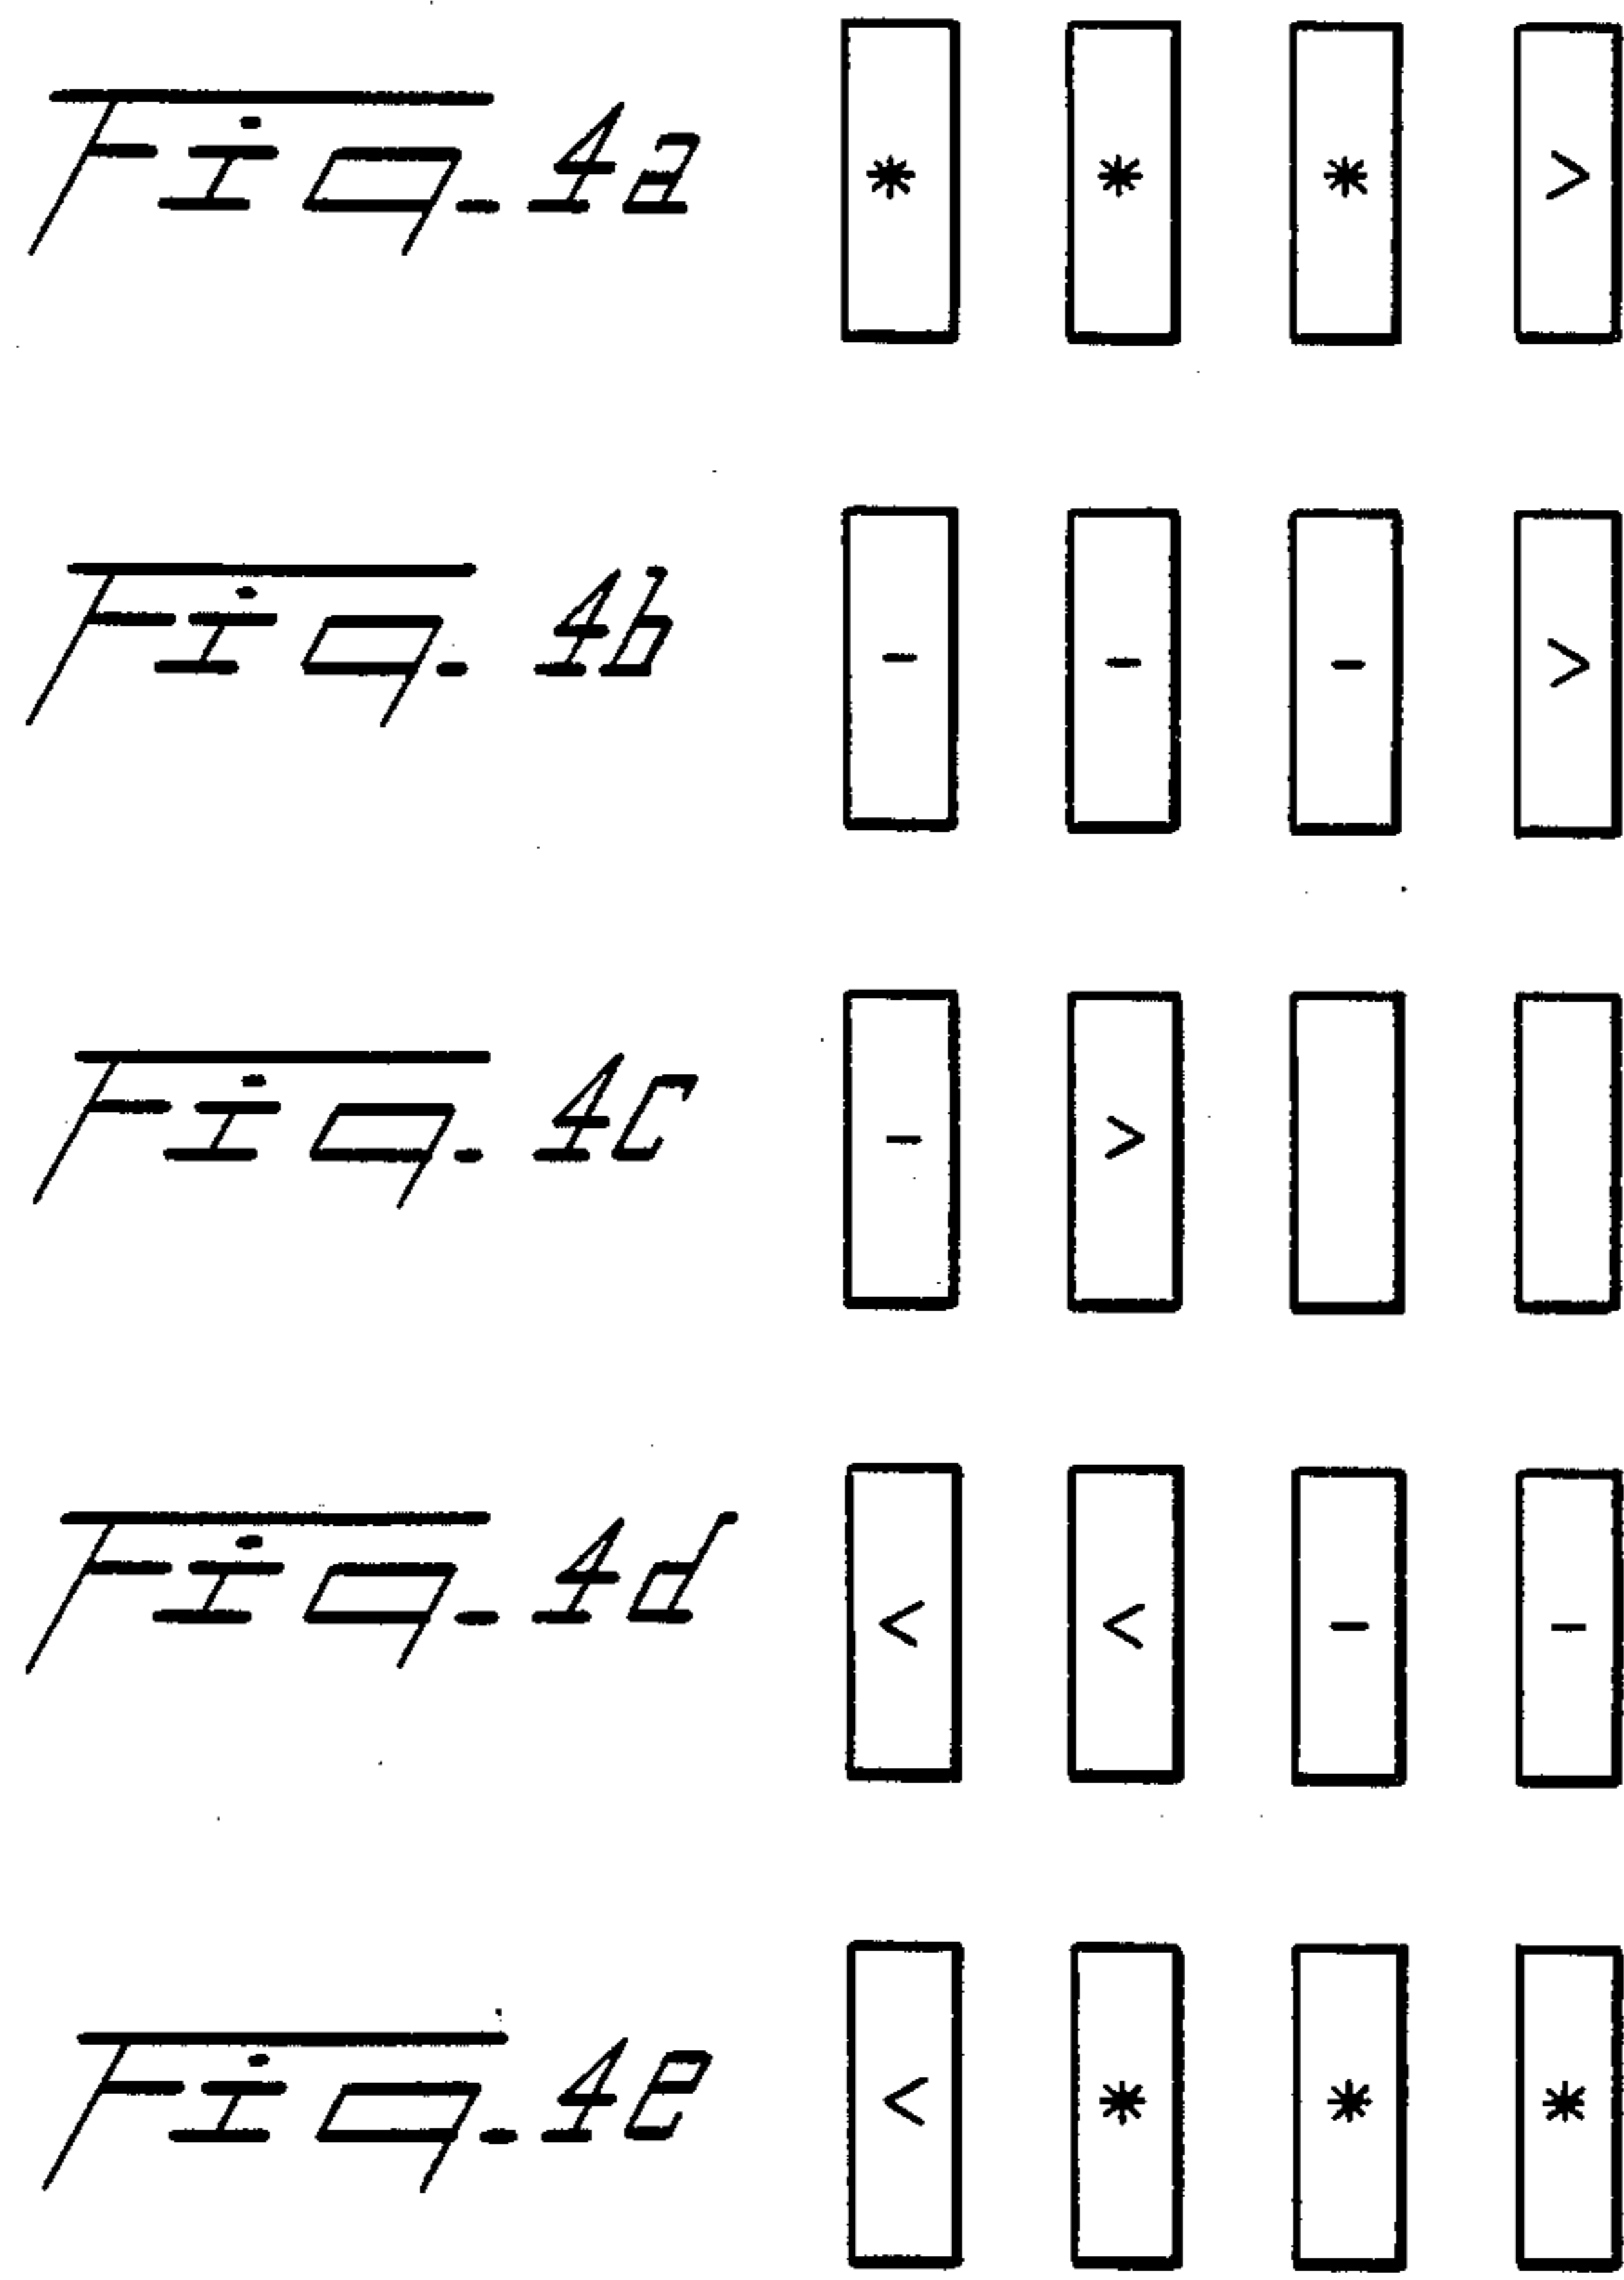 Fig. 4a * * * >
Fig. 4b - - - >
Fig. 4c - >
Fig. 4d < < - -
Fig. 4e < * * *